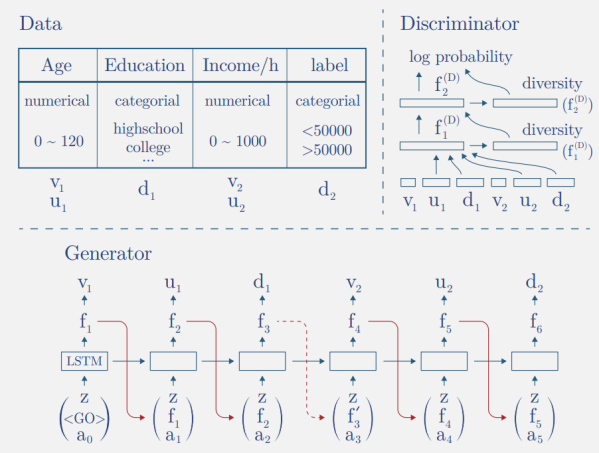 Data
Age Education Income/h label
numerical categorial numerical categorial
0 ~ 120 highschool college ... 0 ~ 1000 <50000 >50000
v₁ u₁ d₁ v₂ u₂ d₂
Discriminator
log probability
f₂⁽ᴰ⁾ diversity (f₂⁽ᴰ⁾)
f₁⁽ᴰ⁾ diversity (f₁⁽ᴰ⁾)
v₁ u₁ d₁ v₂ u₂ d₂
Generator
v₁ u₁ d₁ v₂ u₂ d₂
f₁ f₂ f₃ f₄ f₅ f₆
LSTM
z z z z z z
<GO> f₁ f₂ f′₃ f₄ f₅
a₀ a₁ a₂ a₃ a₄ a₅